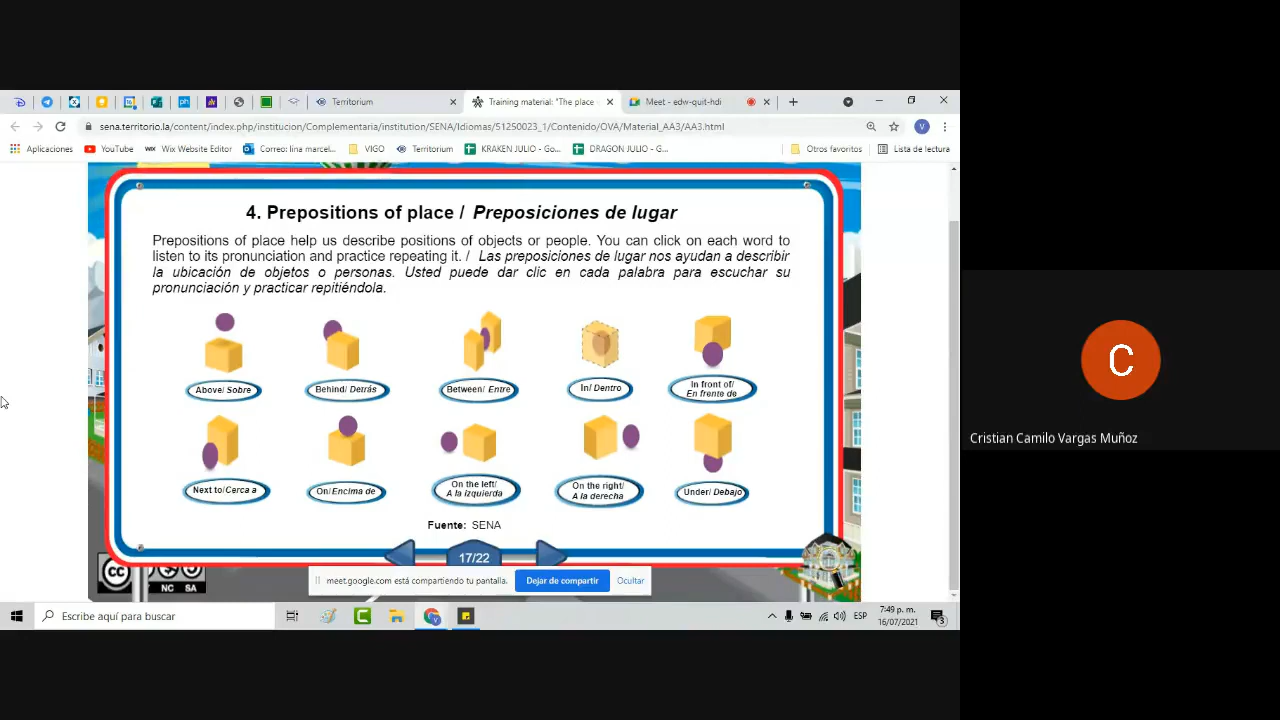 Territorium
Training material: "The place
Meet - edw-quit-hdi
sena.territorio.la/content/index.php/institucion/Complementaria/institution/SENA/Idiomas/51250023_1/Contenido/OVA/Material_AA3/AA3.html
V
Aplicaciones
YouTube
Wix Website Editor
Correo: lina marcel...
VIGO
Territorium
KRAKEN JULIO - Go...
DRAGON JULIO - G...
Otros favoritos
Lista de lectura
4. Prepositions of place / Preposiciones de lugar
Prepositions of place help us describe positions of objects or people. You can click on each word to
listen to its pronunciation and practice repeating it. / Las preposiciones de lugar nos ayudan a describir
la ubicación de objetos o personas. Usted puede dar clic en cada palabra para escuchar su
pronunciación y practicar repitiéndola.
Above/ Sobre
Behind/ Detrás
Between/ Entre
In/ Dentro
In front of/
En frente de
Next to/Cerca a
On/Encima de
On the left/
A la izquierda
On the right/
A la derecha
Under/ Debajo
Fuente: SENA
17/22
cc
NC SA
meet.google.com está compartiendo tu pantalla.
Dejar de compartir
Ocultar
Escribe aquí para buscar
ESP
7:49 p. m.
16/07/2021
3
C
Cristian Camilo Vargas Muñoz